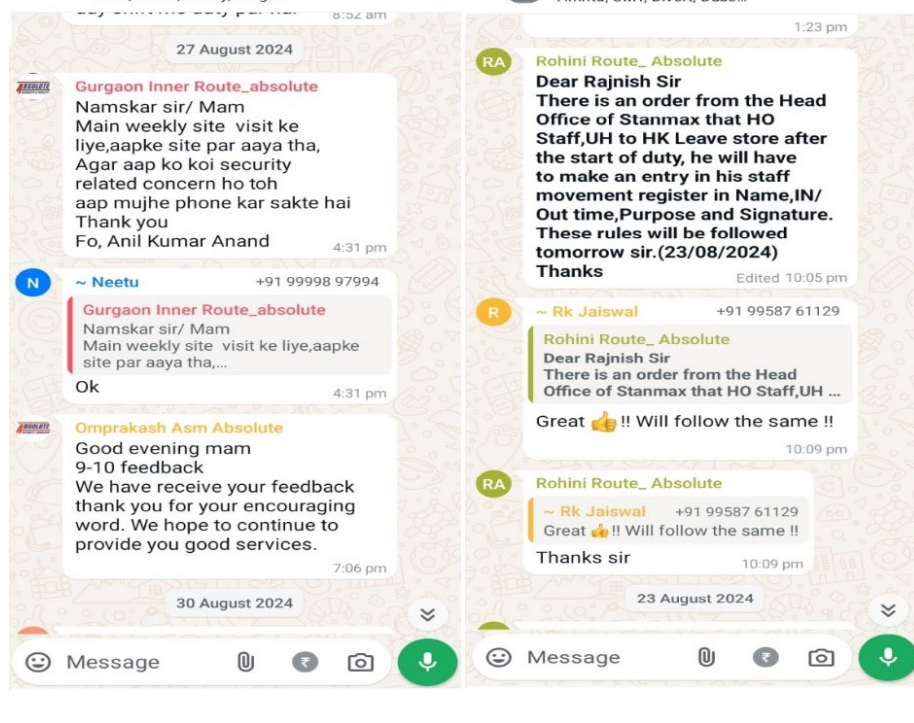 8:52 am
27 August 2024
Gurgaon Inner Route_absolute
Namskar sir/ Mam
Main weekly site visit ke
liye,aapke site par aaya tha,
Agar aap ko koi security
related concern ho toh
aap mujhe phone kar sakte hai
Thank you
Fo, Anil Kumar Anand
4:31 pm
N
~ Neetu
+91 99998 97994
Gurgaon Inner Route_absolute
Namskar sir/ Mam
Main weekly site visit ke liye,aapke
site par aaya tha,...
Ok
4:31 pm
Omprakash Asm Absolute
Good evening mam
9-10 feedback
We have receive your feedback
thank you for your encouraging
word. We hope to continue to
provide you good services.
7:06 pm
30 August 2024
Message
1:23 pm
RA
Rohini Route_ Absolute
Dear Rajnish Sir
There is an order from the Head
Office of Stanmax that HO
Staff,UH to HK Leave store after
the start of duty, he will have
to make an entry in his staff
movement register in Name,IN/
Out time,Purpose and Signature.
These rules will be followed
tomorrow sir.(23/08/2024)
Thanks
Edited 10:05 pm
R
~ Rk Jaiswal
+91 99587 61129
Rohini Route_ Absolute
Dear Rajnish Sir
There is an order from the Head
Office of Stanmax that HO Staff,UH ...
Great 👍 !! Will follow the same !!
10:09 pm
RA
Rohini Route_ Absolute
~ Rk Jaiswal +91 99587 61129
Great 👍 !! Will follow the same !!
Thanks sir
10:09 pm
23 August 2024
Message